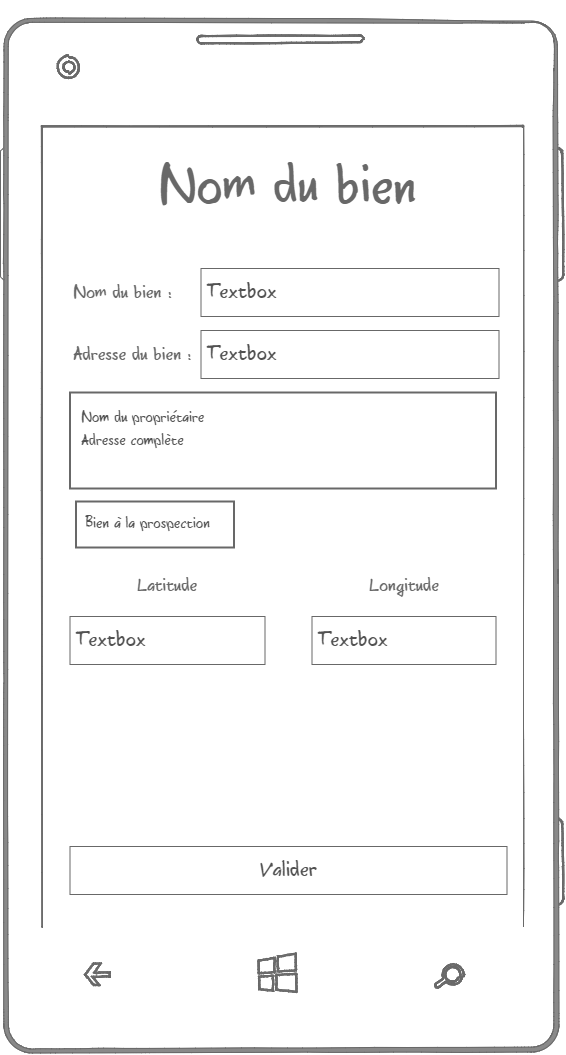 Nom du bien
Nom du bien : Textbox
Adresse du bien : Textbox
Nom du propriétaire
Adresse complète
Bien à la prospection
Latitude Longitude
Textbox Textbox
Valider